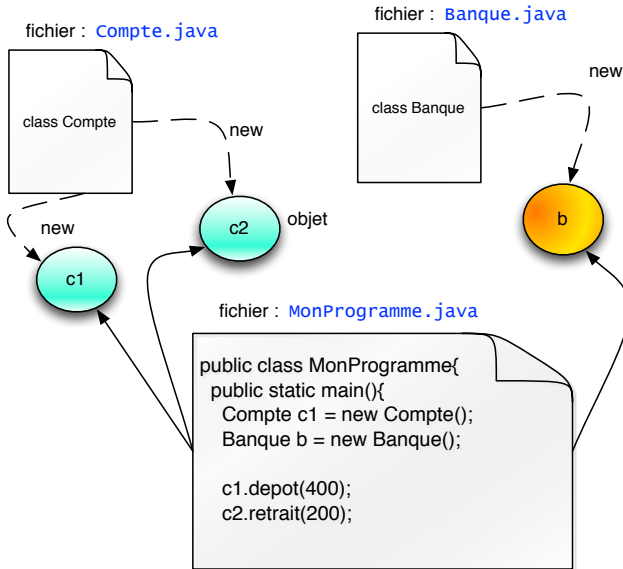 fichier : Compte.java
fichier : Banque.java
class Compte
class Banque
new
new
new
c1
c2
objet
b
fichier : MonProgramme.java
public class MonProgramme{
public static main(){
Compte c1 = new Compte();
Banque b = new Banque();
c1.depot(400);
c2.retrait(200);